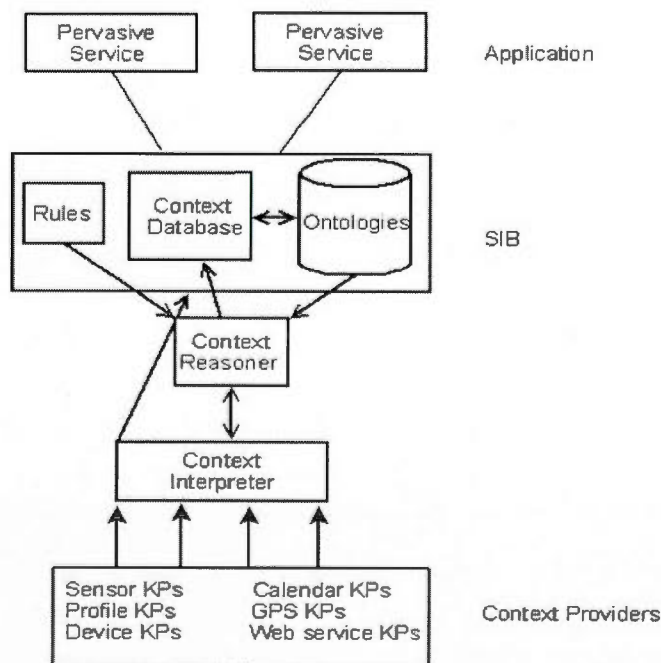 Pervasive
Service
Pervasive
Service
Application
Rules
Context
Database
Ontologies
SIB
Context
Reasoner
Context
Interpreter
Sensor KPs
Profile KPs
Device KPs
Calendar KPs
GPS KPs
Web service KPs
Context Providers